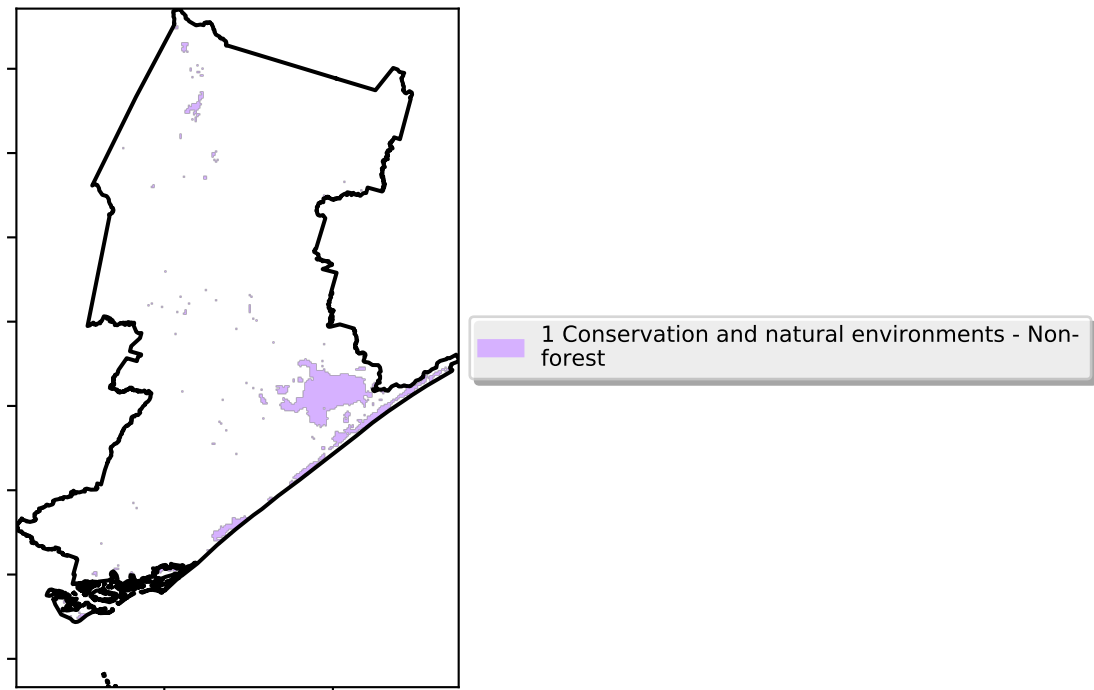 1 Conservation and natural environments - Non-
forest